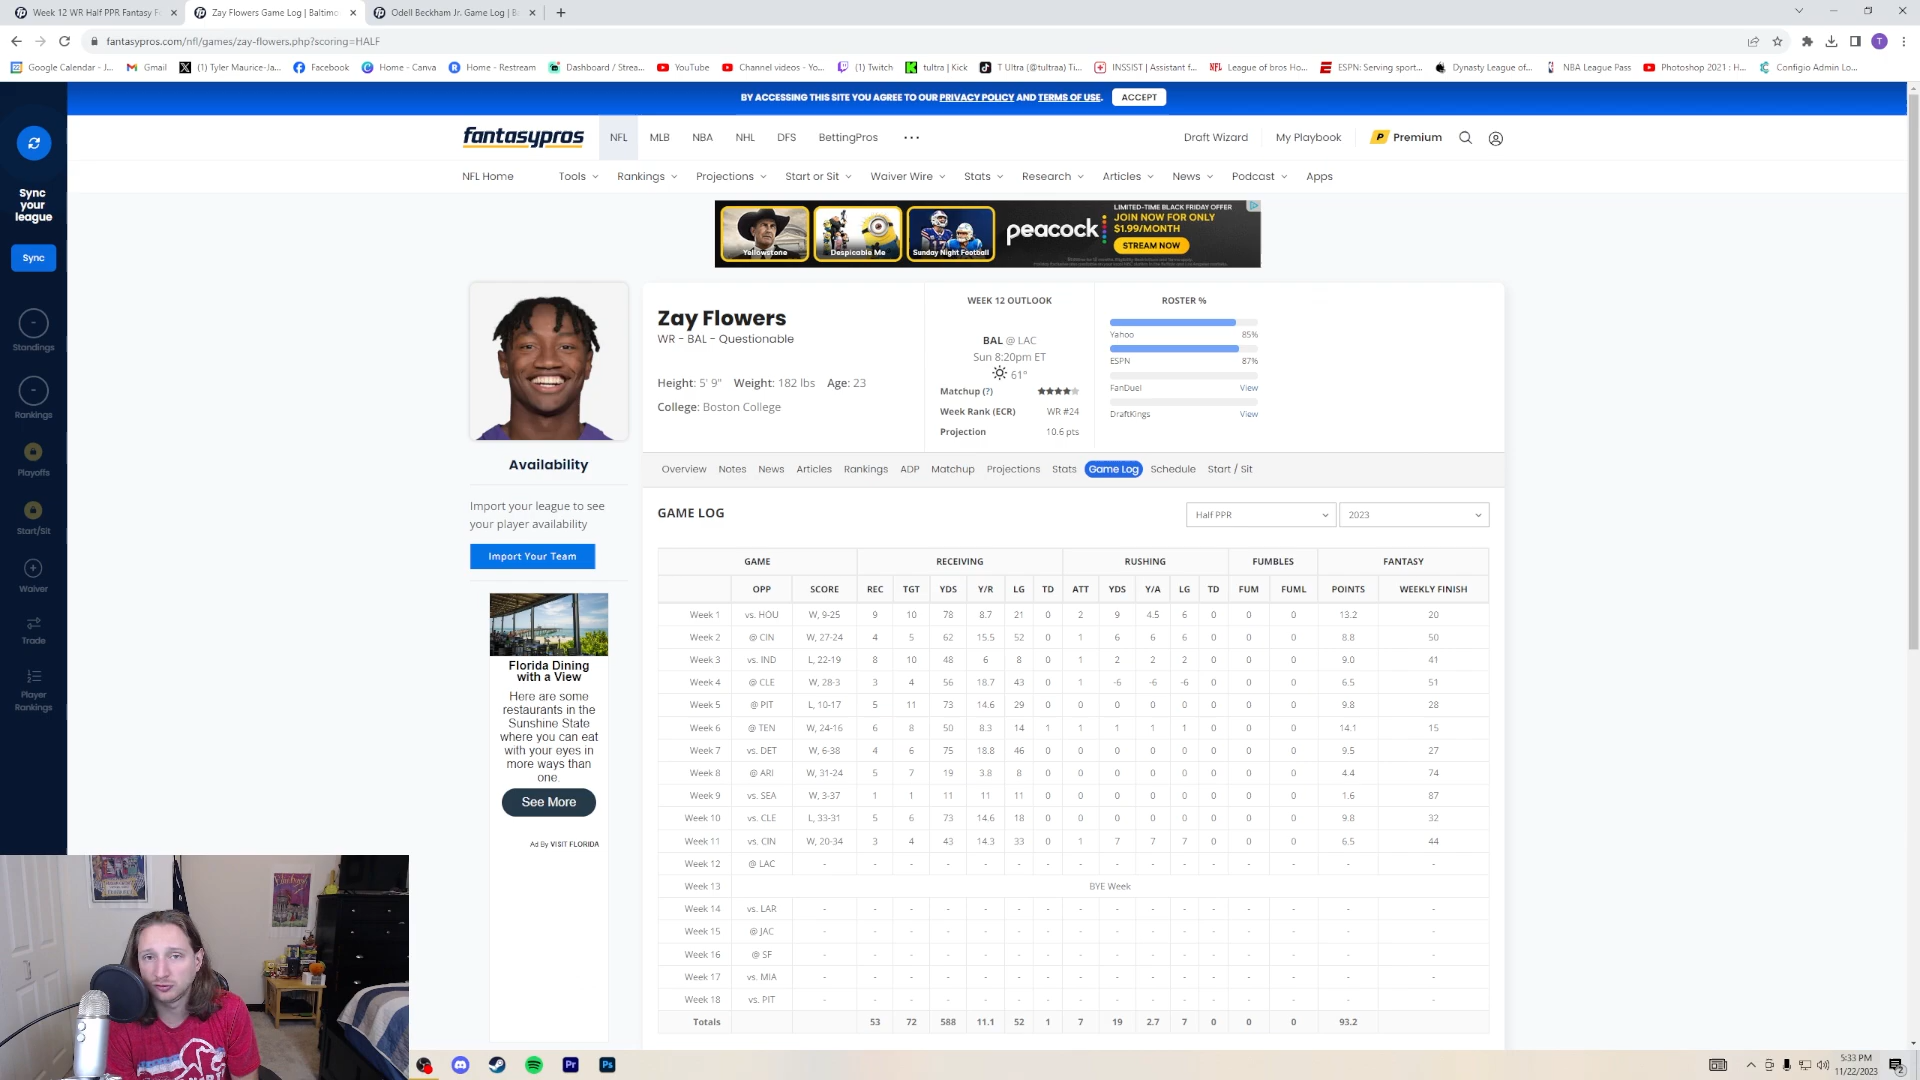 Week 12 WR Half PPR Fantasy F
Zay Flowers Game Log | Baltimo
Odell Beckham Jr. Game Log | B
fantasypros.com/nfl/games/zay-flowers.php?scoring=HALF
Google Calendar - J...
Gmail
(1) Tyler Maurice-Ja...
Facebook
Home - Canva
Home - Restream
Dashboard / Strea...
YouTube
Channel videos - Yo...
(1) Twitch
tultra | Kick
T Ultra (@tultraa) Ti...
INSSIST | Assistant f...
League of bros Ho...
ESPN: Serving sport...
Dynasty League of...
NBA League Pass
Photoshop 2021 : H...
Configio Admin Lo...
BY ACCESSING THIS SITE YOU AGREE TO OUR PRIVACY POLICY AND TERMS OF USE.
ACCEPT
fantasypros
NFL
MLB
NBA
NHL
DFS
BettingPros
Draft Wizard
My Playbook
P Premium
NFL Home
Tools
Rankings
Projections
Start or Sit
Waiver Wire
Stats
Research
Articles
News
Podcast
Apps
Sync
your
league
Sync
Standings
Rankings
Playoffs
Start/Sit
Waiver
Trade
Player
Rankings
Yellowstone
Despicable Me
Sunday Night Football
peacock
LIMITED-TIME BLACK FRIDAY OFFER
JOIN NOW FOR ONLY
$1.99/MONTH
STREAM NOW
Availability
Import your league to see
your player availability
Import Your Team
Florida Dining
with a View
Here are some
restaurants in the
Sunshine State
where you can eat
with your eyes in
more ways than
one.
See More
Ad By VISIT FLORIDA
Zay Flowers
WR - BAL - Questionable
Height: 5' 9" Weight: 182 lbs Age: 23
College: Boston College
WEEK 12 OUTLOOK
BAL @ LAC
Sun 8:20pm ET
61°
Matchup (?) ★★★★★
Week Rank (ECR) WR #24
Projection 10.6 pts
ROSTER %
Yahoo 85%
ESPN 87%
FanDuel View
DraftKings View
Overview Notes News Articles Rankings ADP Matchup Projections Stats Game Log Schedule Start / Sit
GAME LOG
Half PPR
2023
GAME RECEIVING RUSHING FUMBLES FANTASY
OPP SCORE REC TGT YDS Y/R LG TD ATT YDS Y/A LG TD FUM FUML POINTS WEEKLY FINISH
Week 1 vs. HOU W, 9-25 9 10 78 8.7 21 0 2 9 4.5 6 0 0 0 13.2 20
Week 2 @ CIN W, 27-24 4 5 62 15.5 52 0 1 6 6 6 0 0 0 8.8 50
Week 3 vs. IND L, 22-19 8 10 48 6 8 0 1 2 2 2 0 0 0 9.0 41
Week 4 @ CLE W, 28-3 3 4 56 18.7 43 0 1 -6 -6 -6 0 0 0 6.5 51
Week 5 @ PIT L, 10-17 5 11 73 14.6 29 0 0 0 0 0 0 0 0 9.8 28
Week 6 @ TEN W, 24-16 6 8 50 8.3 14 1 1 1 1 1 0 0 0 14.1 15
Week 7 vs. DET W, 6-38 4 6 75 18.8 46 0 0 0 0 0 0 0 0 9.5 27
Week 8 @ ARI W, 31-24 5 7 19 3.8 8 0 0 0 0 0 0 0 0 4.4 74
Week 9 vs. SEA W, 3-37 1 1 11 11 11 0 0 0 0 0 0 0 0 1.6 87
Week 10 vs. CLE L, 33-31 5 6 73 14.6 18 0 0 0 0 0 0 0 0 9.8 32
Week 11 vs. CIN W, 20-34 3 4 43 14.3 33 0 1 7 7 7 0 0 0 6.5 44
Week 12 @ LAC - - - - - - - - - - - - - - - -
Week 13 BYE Week
Week 14 vs. LAR - - - - - - - - - - - - - - - -
Week 15 @ JAC - - - - - - - - - - - - - - - -
Week 16 @ SF - - - - - - - - - - - - - - - -
Week 17 vs. MIA - - - - - - - - - - - - - - - -
Week 18 vs. PIT - - - - - - - - - - - - - - - -
Totals 53 72 588 11.1 52 1 7 19 2.7 7 0 0 0 93.2
5:33 PM
11/22/2023